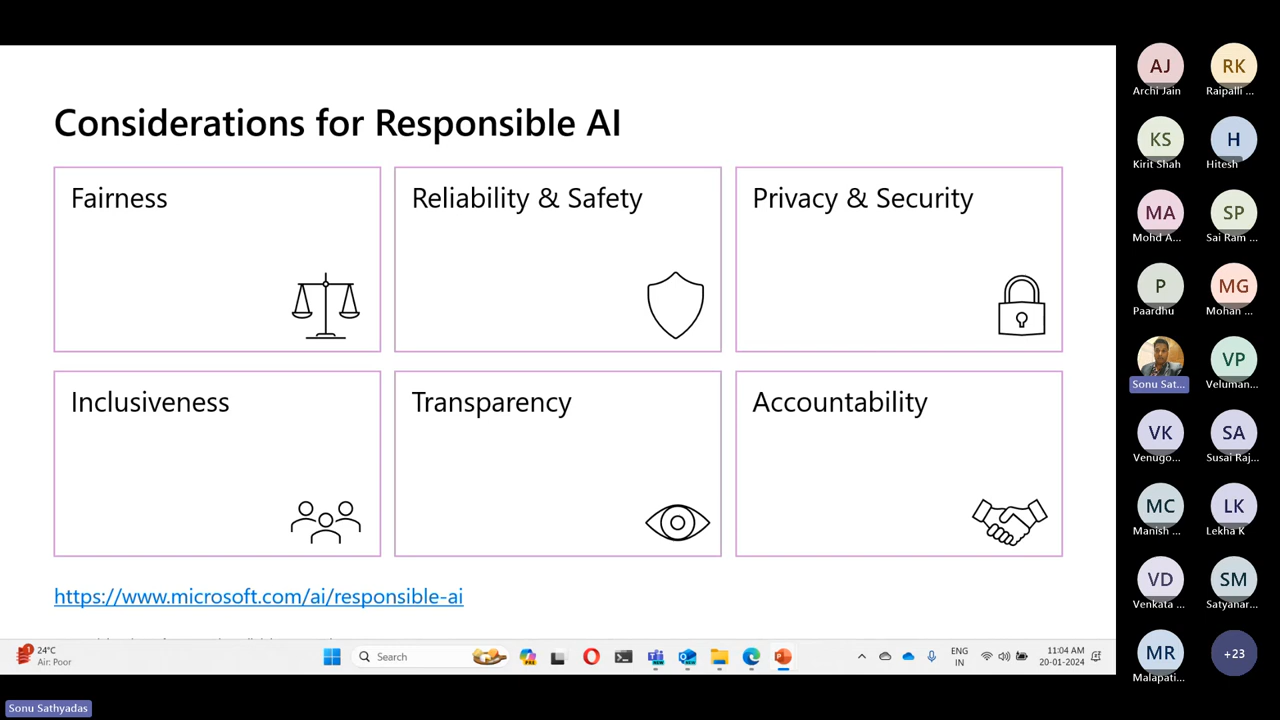 Considerations for Responsible AI
Fairness
Reliability & Safety
Privacy & Security
Inclusiveness
Transparency
Accountability
https://www.microsoft.com/ai/responsible-ai
1
24°C
Air: Poor
Search
ENG
IN
11:04 AM
20-01-2024
Sonu Sathyadas
AJ
Archi Jain
RK
Raipalli ...
KS
Kirit Shah
H
Hitesh
MA
Mohd A...
SP
Sai Ram ...
P
Paardhu
MG
Mohan ...
Sonu Sat...
VP
Veluman...
VK
Venugo...
SA
Susai Raj...
MC
Manish ...
LK
Lekha K
VD
Venkata ...
SM
Satyanar...
MR
Malapati...
+23